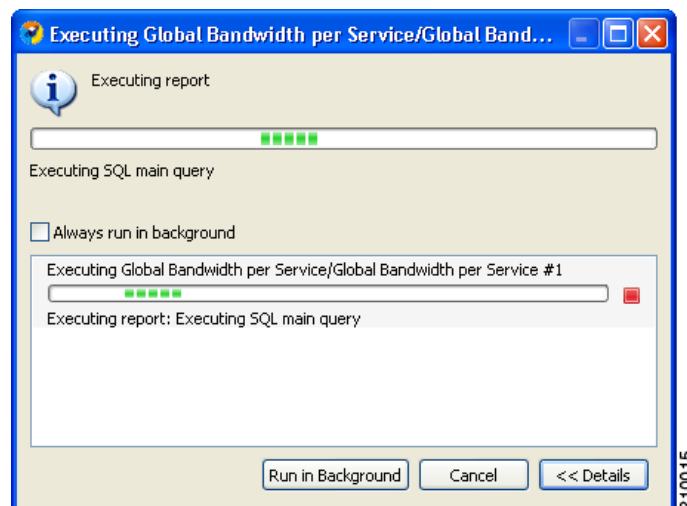 Executing Global Bandwidth per Service/Global Band...
Executing report
Executing SQL main query
Always run in background
Executing Global Bandwidth per Service/Global Bandwidth per Service #1
Executing report: Executing SQL main query
Run in Background
Cancel
<< Details